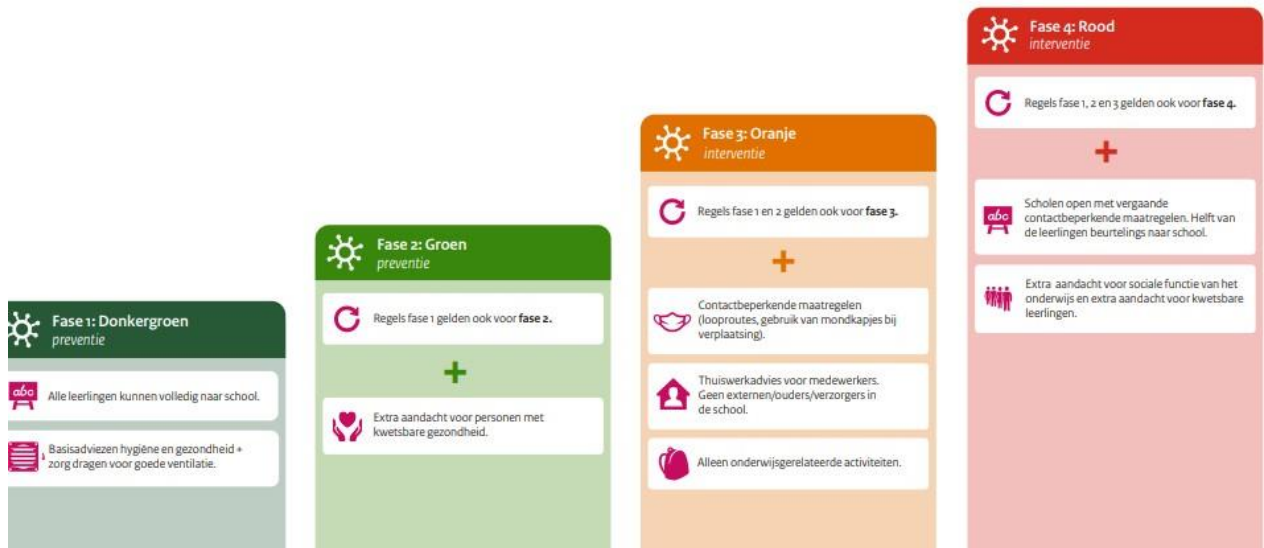 Fase 1: Donkergroen
preventie
abc
Alle leerlingen kunnen volledig naar school.
Basisadviezen hygiëne en gezondheid +
zorg dragen voor goede ventilatie.
Fase 2: Groen
preventie
Regels fase 1 gelden ook voor fase 2.
+
Extra aandacht voor personen met
kwetsbare gezondheid.
Fase 3: Oranje
interventie
Regels fase 1 en 2 gelden ook voor fase 3.
+
Contactbeperkende maatregelen
(looproutes, gebruik van mondkapjes bij
verplaatsing).
Thuiswerkadvies voor medewerkers.
Geen externen/ouders/verzorgers in
de school.
Alleen onderwijsgerelateerde activiteiten.
Fase 4: Rood
interventie
Regels fase 1, 2 en 3 gelden ook voor fase 4.
+
abc
Scholen open met vergaande
contactbeperkende maatregelen. Helft van
de leerlingen beurtelings naar school.
Extra aandacht voor sociale functie van het
onderwijs en extra aandacht voor kwetsbare
leerlingen.